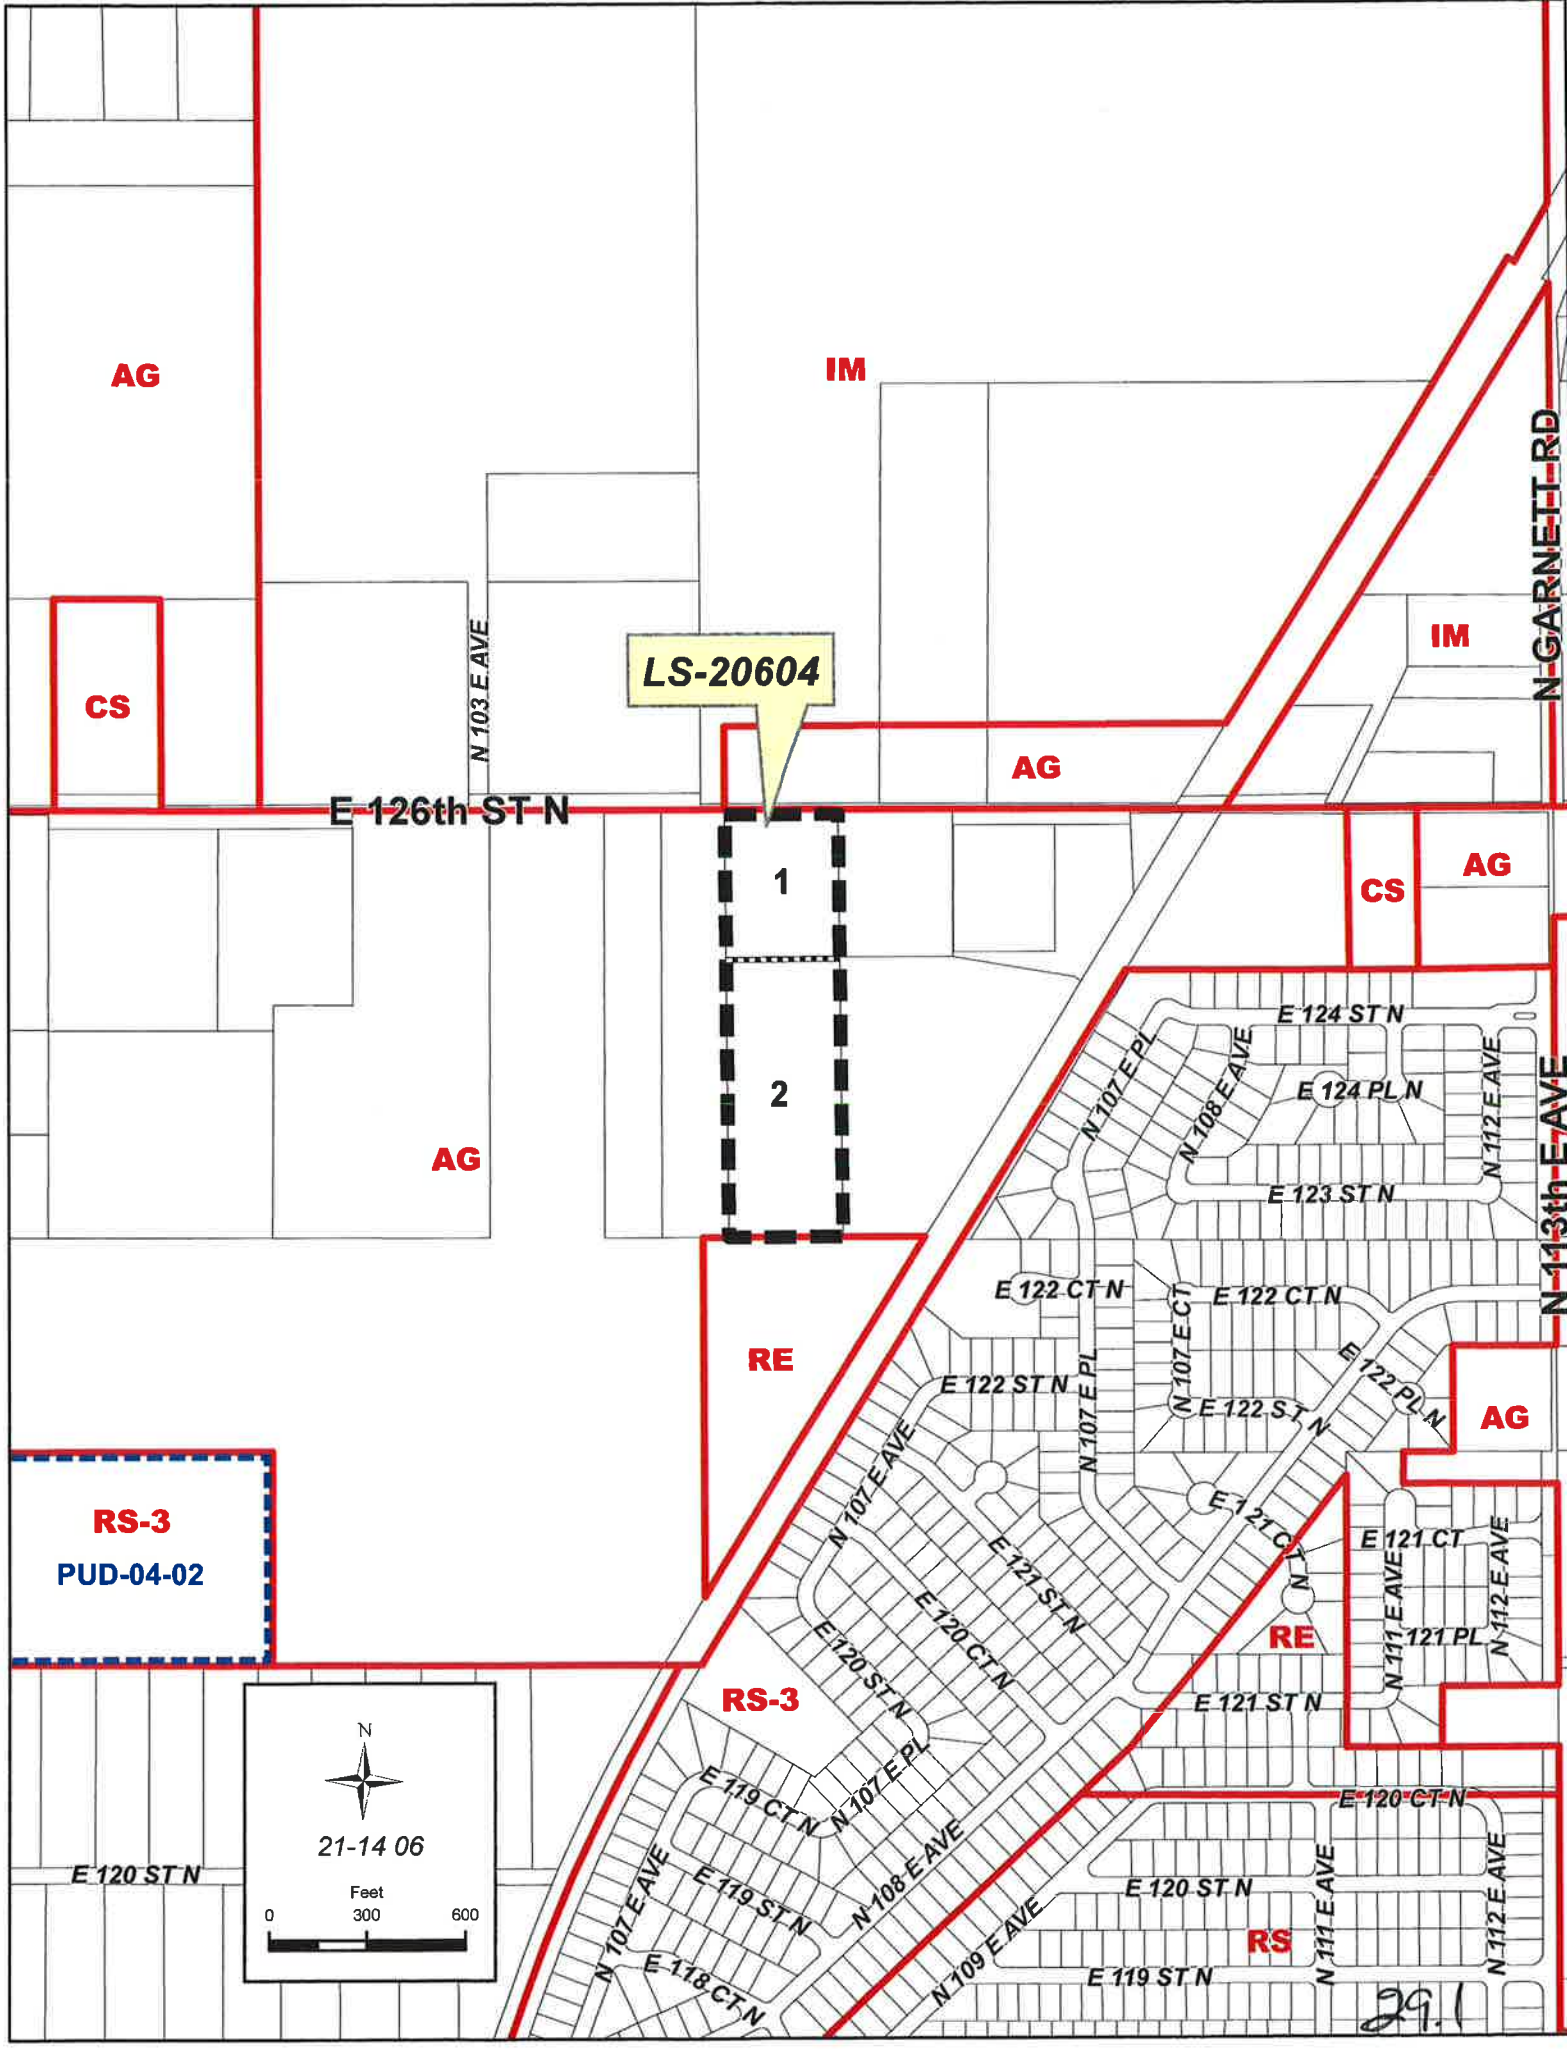 AG
IM
N GARNETT RD
IM
CS
N 103 E AVE
LS-20604
AG
E 126th ST N
1
CS
AG
2
AG
E 124 ST N
N 107 E PL
N 108 E AVE
E 124 PL N
N 112 E AVE
E 123 ST N
N 113th E AVE
E 122 CT N
N 107 E CT
E 122 CT N
RE
E 122 ST N
N 107 E PL
E 122 ST N
E 122 PL N
AG
N 107 E AVE
RS-3
PUD-04-02
E 121 CT N
E 121 CT
N 112 E AVE
E 121 ST N
N 111 E AVE
E 120 CT N
RE
121 PL
E 120 ST N
RS-3
E 121 ST N
N
E 119 CT N
N 107 E PL
E 120 CT N
21-14 06
E 120 ST N
Feet
0 300 600
N 107 E AVE
E 119 ST N
N 108 E AVE
E 120 ST N
N 111 E AVE
N 112 E AVE
RS
N 109 E AVE
E 119 ST N
E 118 CT N
29.1